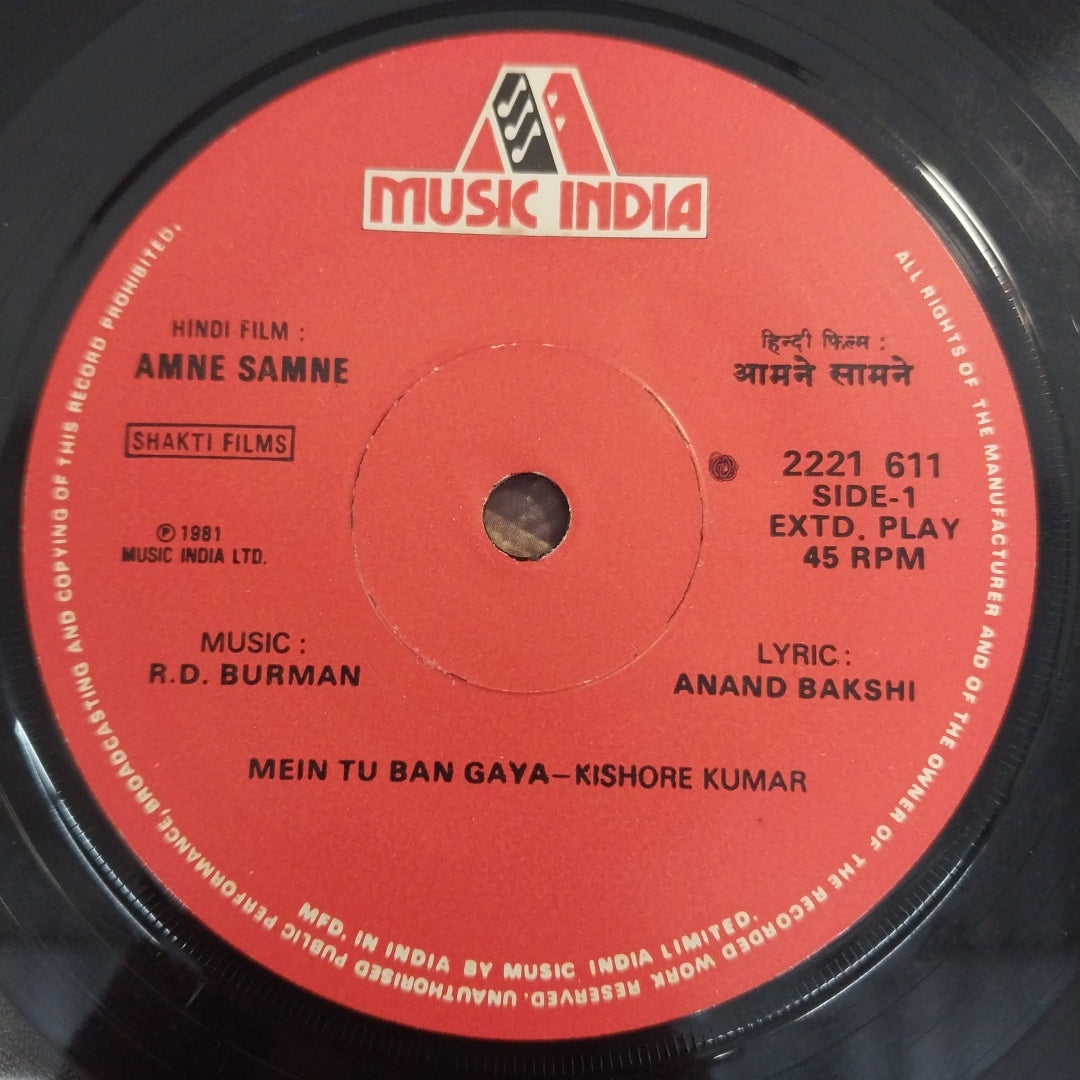 MUSIC INDIA
HINDI FILM :
AMNE SAMNE
हिन्दी फिल्म :
आमने सामने
SHAKTI FILMS
2221 611
SIDE-1
EXTD. PLAY
45 RPM
℗ 1981
MUSIC INDIA LTD.
MUSIC :
R.D. BURMAN
LYRIC :
ANAND BAKSHI
MEIN TU BAN GAYA–KISHORE KUMAR
ALL RIGHTS OF THE MANUFACTURER AND OF THE OWNER OF THE RECORDED WORK RESERVED. UNAUTHORISED PUBLIC PERFORMANCE, BROADCASTING AND COPYING OF THIS RECORD PROHIBITED.
MFD. IN INDIA BY MUSIC INDIA LIMITED.